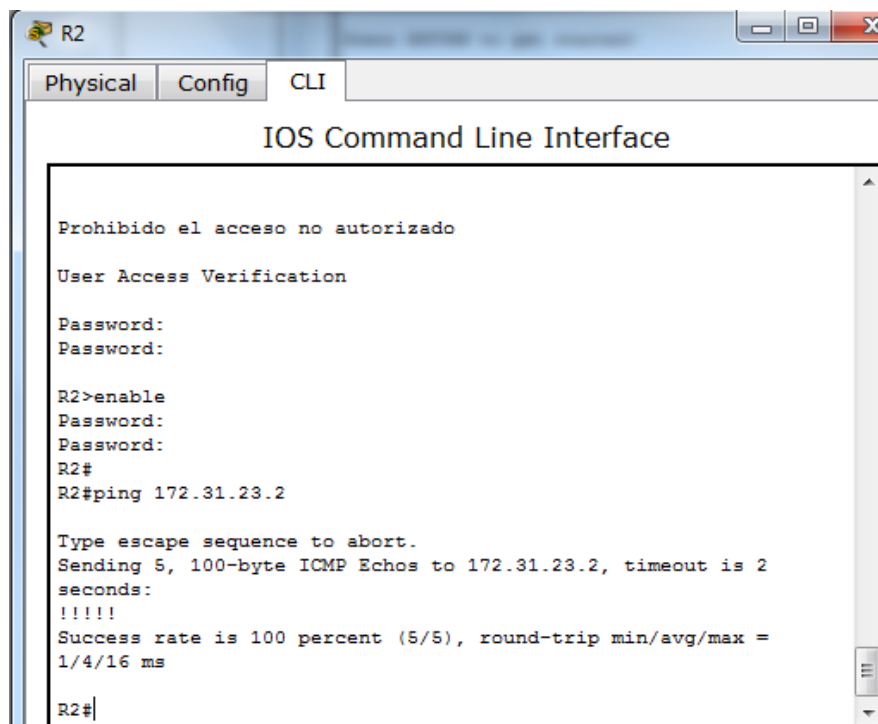 R2
Physical Config CLI
IOS Command Line Interface
Prohibido el acceso no autorizado
User Access Verification
Password:
Password:
R2>enable
Password:
Password:
R2#
R2#ping 172.31.23.2
Type escape sequence to abort.
Sending 5, 100-byte ICMP Echos to 172.31.23.2, timeout is 2
seconds:
!!!!!
Success rate is 100 percent (5/5), round-trip min/avg/max =
1/4/16 ms
R2#